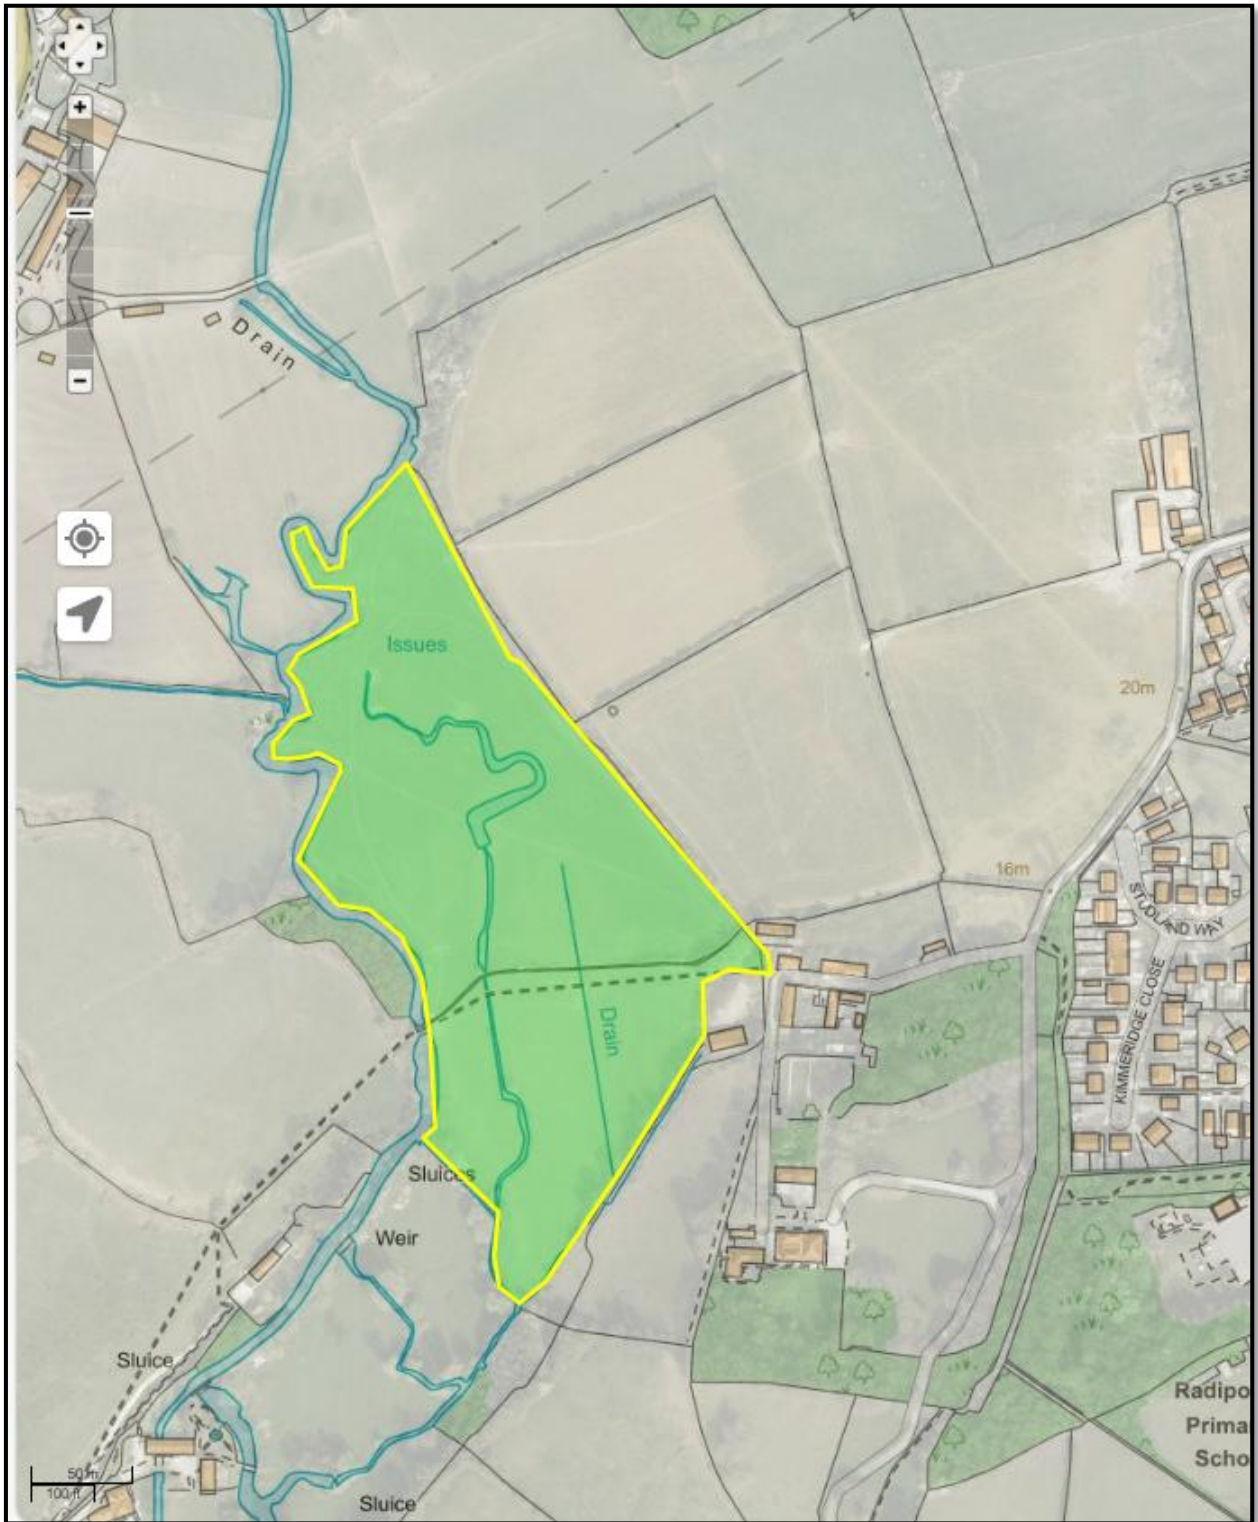 +
Drain
-
Issues
20m
16m
STUDLAND WAY
KIMMERIDGE CLOSE
Drain
Sluices
Weir
Sluice
Radipo
Prima
Scho
50 m
100 ft
Sluice